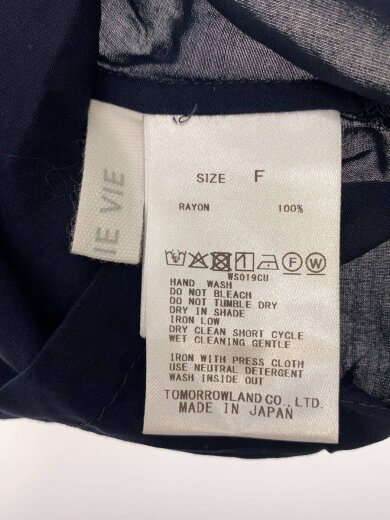 IE VIE
SIZE F
RAYON 100%
F W
WS019CU
HAND WASH
DO NOT BLEACH
DO NOT TUMBLE DRY
DRY IN SHADE
IRON LOW
DRY CLEAN SHORT CYCLE
WET CLEANING GENTLE
IRON WITH PRESS CLOTH
USE NEUTRAL DETERGENT
WASH INSIDE OUT
TOMORROWLAND CO., LTD.
MADE IN JAPAN